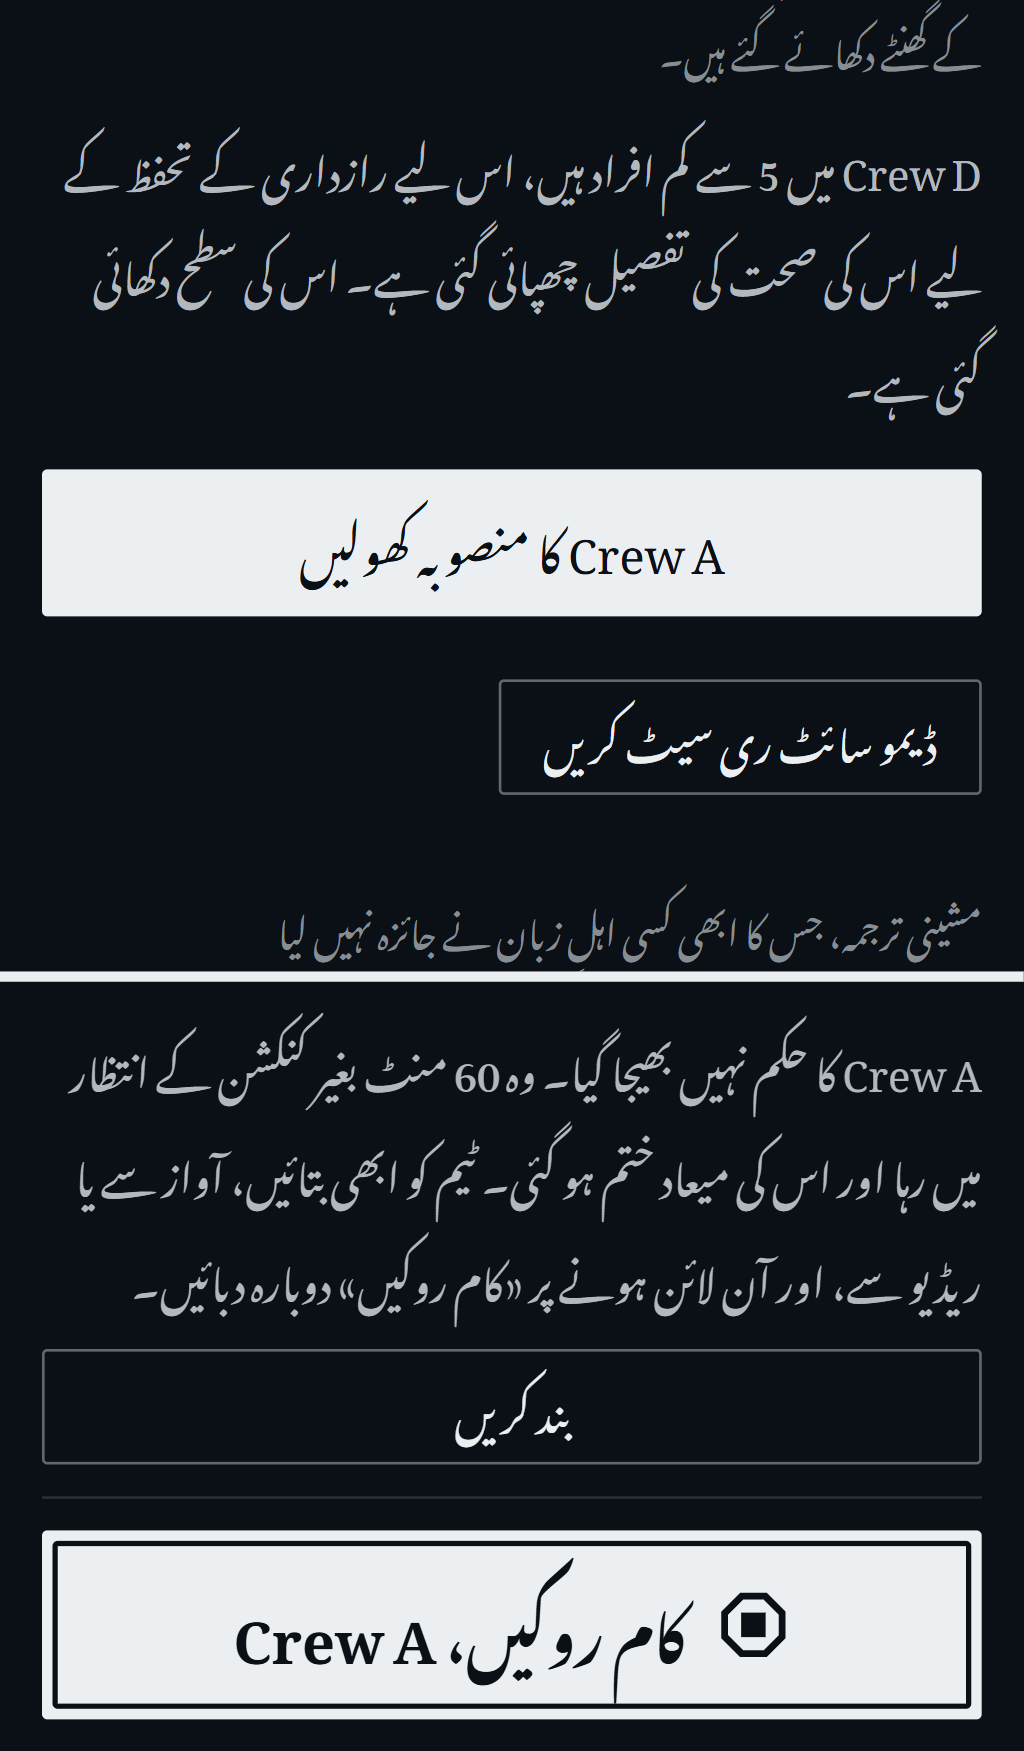 کے گھنٹے دکھائے گئے ہیں۔
Crew D میں 5 سے کم افراد ہیں، اس لیے رازداری کے تحفظ کے
لیے اس کی صحت کی تفصیل چھپائی گئی ہے۔ اس کی سطح دکھائی
گئی ہے۔
Crew A کا منصوبہ کھولیں
ڈیمو سائٹ ری سیٹ کریں
مشینی ترجمہ، جس کا ابھی کسی اہلِ زبان نے جائزہ نہیں لیا
Crew A کا حکم نہیں بھیجا گیا۔ وہ 60 منٹ بغیر کنکشن کے انتظار
میں رہا اور اس کی میعاد ختم ہو گئی۔ ٹیم کو ابھی بتائیں، آواز سے یا
ریڈیو سے، اور آن لائن ہونے پر «کام روکیں» دوبارہ دبائیں۔
بند کریں
کام روکیں، Crew A